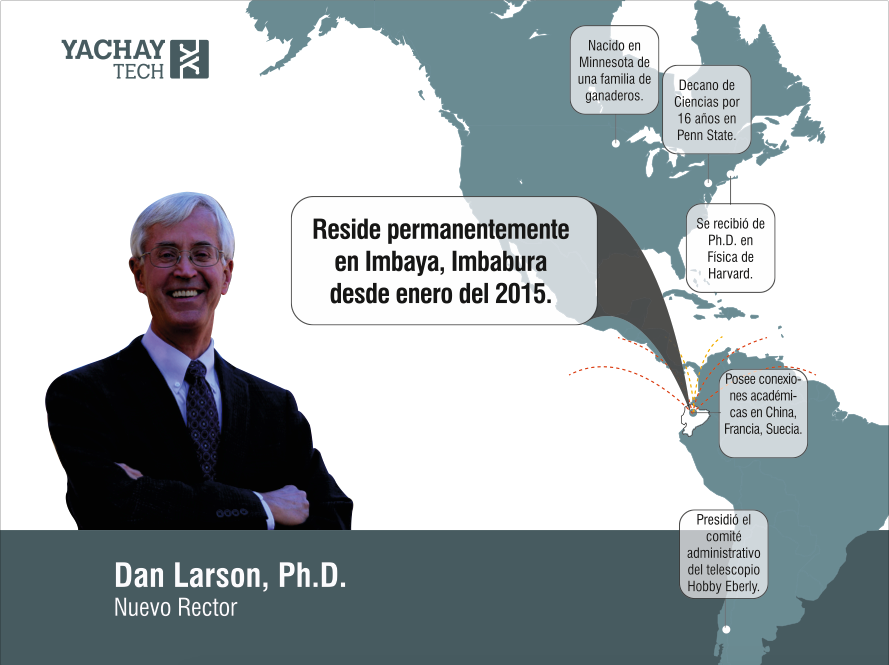 YACHAY
TECH
Nacido en
Minnesota de
una familia de
ganaderos.
Decano de
Ciencias por
16 años en
Penn State.
Reside permanentemente
en Imbaya, Imbabura
desde enero del 2015.
Se recibió de
Ph.D. en
Física de
Harvard.
Posee conexio-
nes académi-
cas en China,
Francia, Suecia.
Presidió el
comité
administrativo
del telescopio
Hobby Eberly.
Dan Larson, Ph.D.
Nuevo Rector